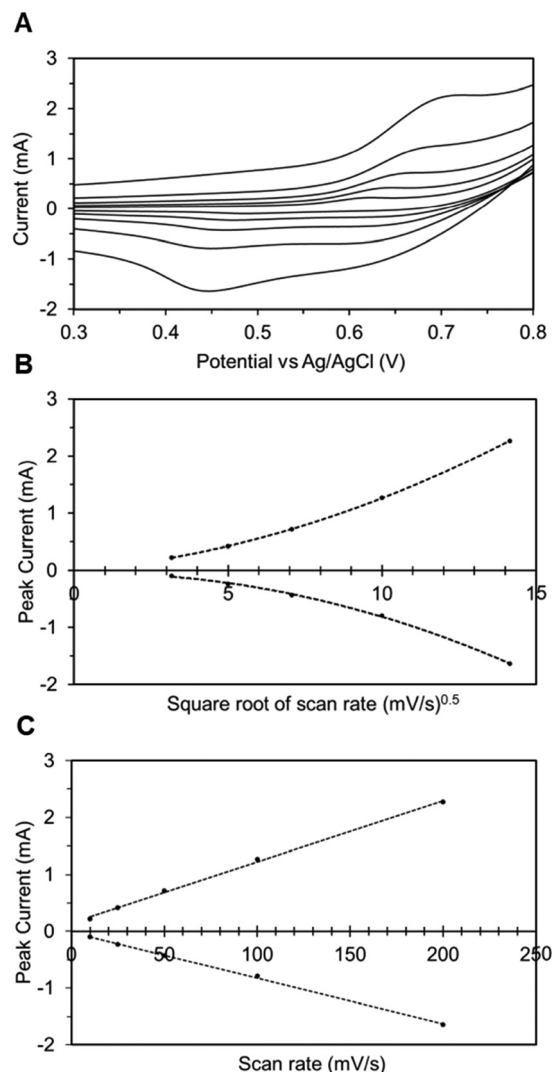 A
3
2
1
0
-1
-2
Current (mA)
0.3 0.4 0.5 0.6 0.7 0.8
Potential vs Ag/AgCl (V)
B
3
2
1
0
-1
-2
Peak Current (mA)
0 5 10 15
Square root of scan rate (mV/s)0.5
C
3
2
1
0
-1
-2
Peak Current (mA)
0 50 100 150 200 250
Scan rate (mV/s)